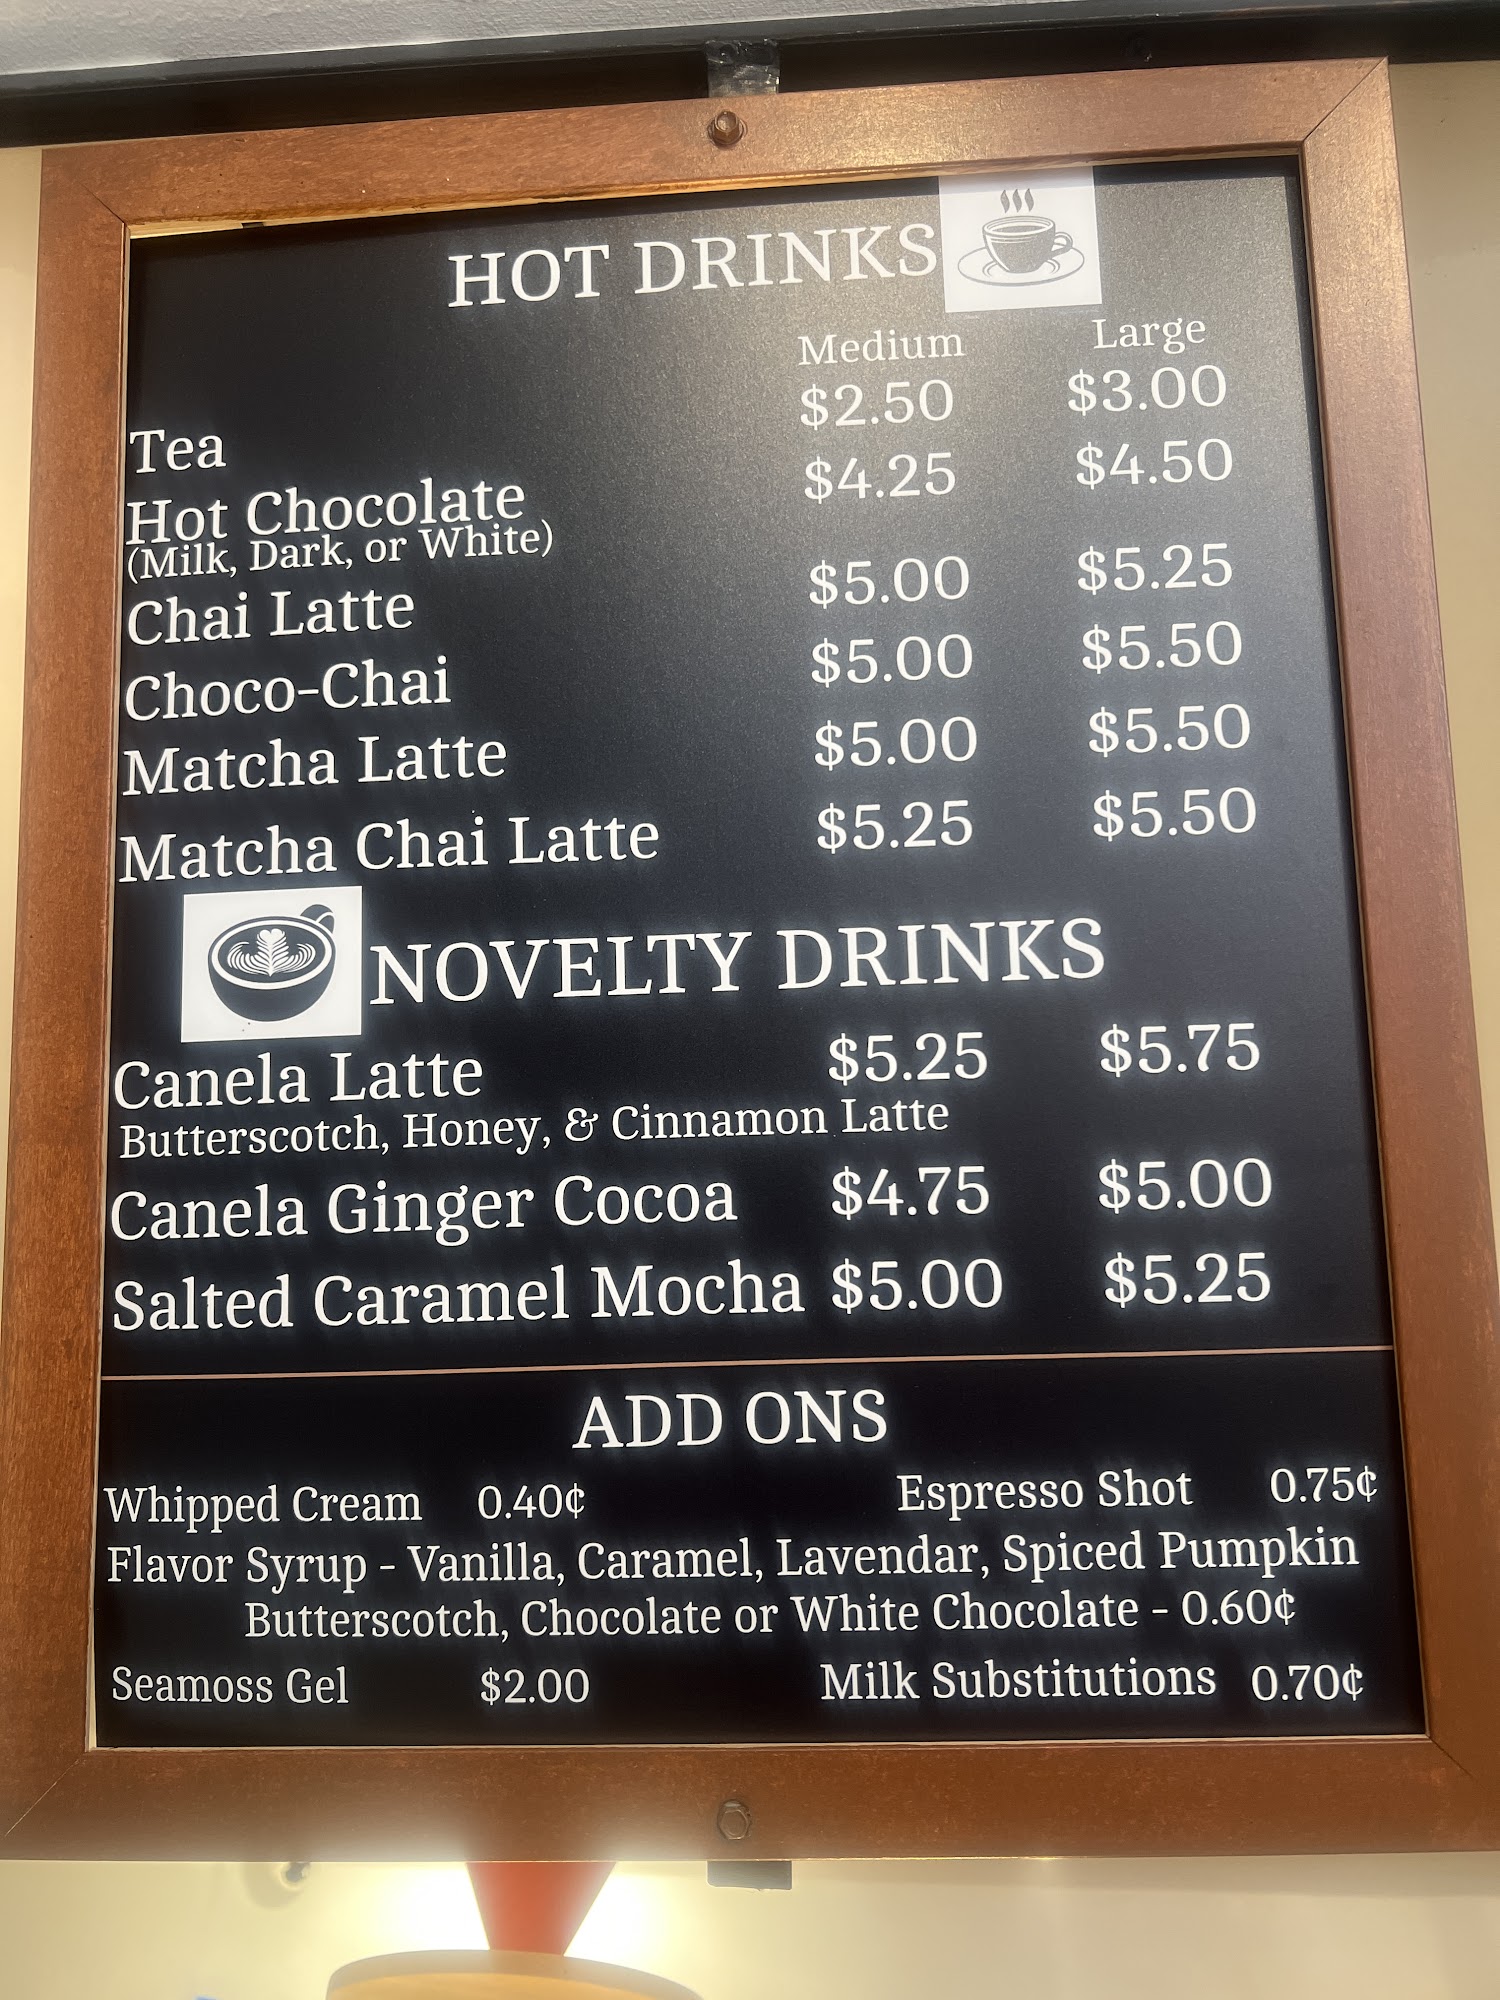 HOT DRINKS
Medium Large
Tea $2.50 $3.00
Hot Chocolate $4.25 $4.50
(Milk, Dark, or White)
Chai Latte $5.00 $5.25
Choco-Chai $5.00 $5.50
Matcha Latte $5.00 $5.50
Matcha Chai Latte $5.25 $5.50
NOVELTY DRINKS
Canela Latte $5.25 $5.75
Butterscotch, Honey, & Cinnamon Latte
Canela Ginger Cocoa $4.75 $5.00
Salted Caramel Mocha $5.00 $5.25
ADD ONS
Whipped Cream 0.40¢ Espresso Shot 0.75¢
Flavor Syrup - Vanilla, Caramel, Lavendar, Spiced Pumpkin
Butterscotch, Chocolate or White Chocolate - 0.60¢
Seamoss Gel $2.00 Milk Substitutions 0.70¢